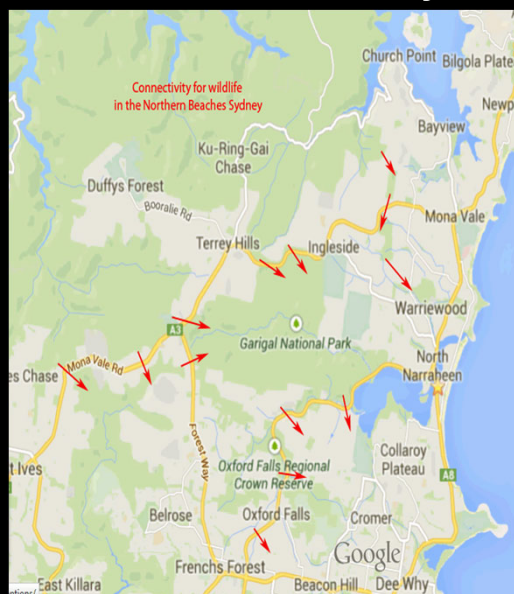 Church Point
Bilgola Plate
Connectivity for wildlife
in the Northern Beaches Sydney
Newp
Bayview
Ku-Ring-Gai
Chase
Duffys Forest
Booralie Rd
Mona Vale
Terrey Hills
Ingleside
Warriewood
A3
Garigal National Park
North
Narraheen
Mona Vale Rd
es Chase
Forest Way
t Ives
Oxford Falls Regional
Crown Reserve
Collaroy
Plateau
A8
Belrose
Oxford Falls
Cromer
Google
Frenchs Forest
East Killara
Beacon Hill
Dee Why
ctions/